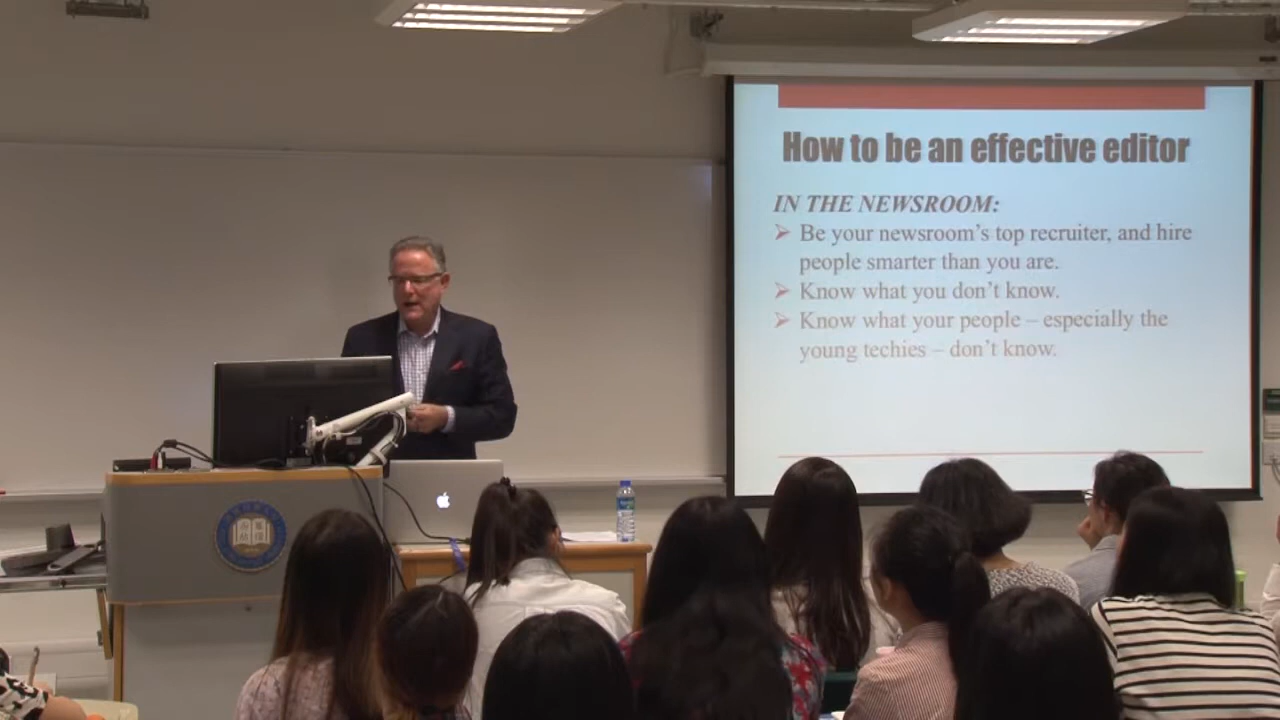 How to be an effective editor
IN THE NEWSROOM:
➢ Be your newsroom's top recruiter, and hire
people smarter than you are.
➢ Know what you don't know.
➢ Know what your people – especially the
young techies – don't know.